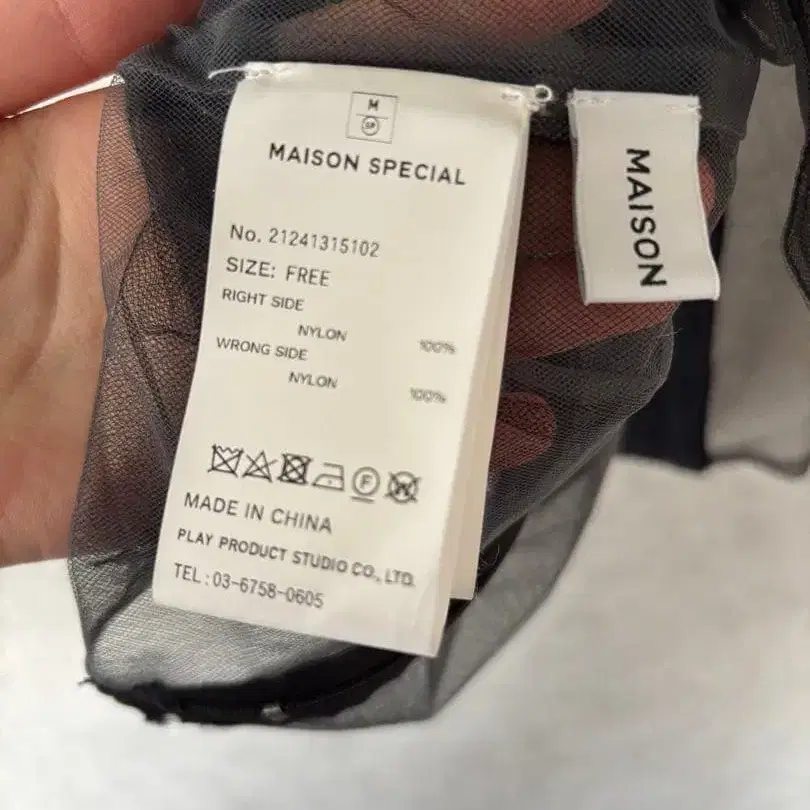 M
SP
MAISON SPECIAL
No. 21241315102
SIZE: FREE
RIGHT SIDE
NYLON 100%
WRONG SIDE
NYLON 100%
F
W
MADE IN CHINA
PLAY PRODUCT STUDIO CO., LTD.
TEL : 03-6758-0605
MAISON